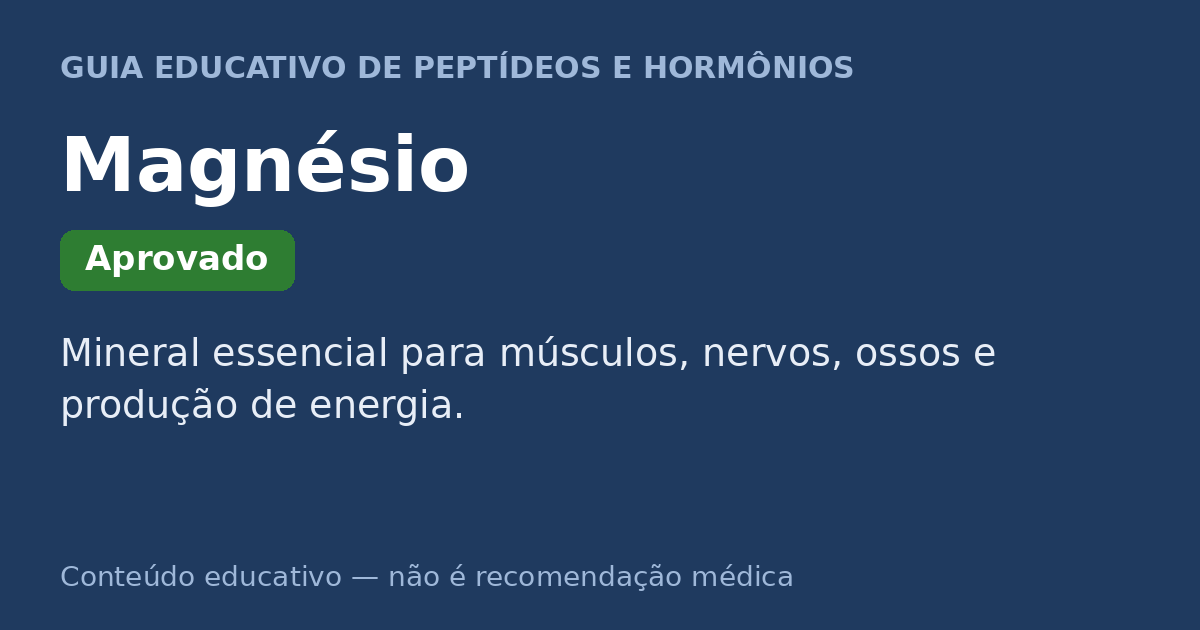 GUIA EDUCATIVO DE PEPTÍDEOS E HORMÔNIOS
Magnésio
Aprovado
Mineral essencial para músculos, nervos, ossos e
produção de energia.
Conteúdo educativo — não é recomendação médica